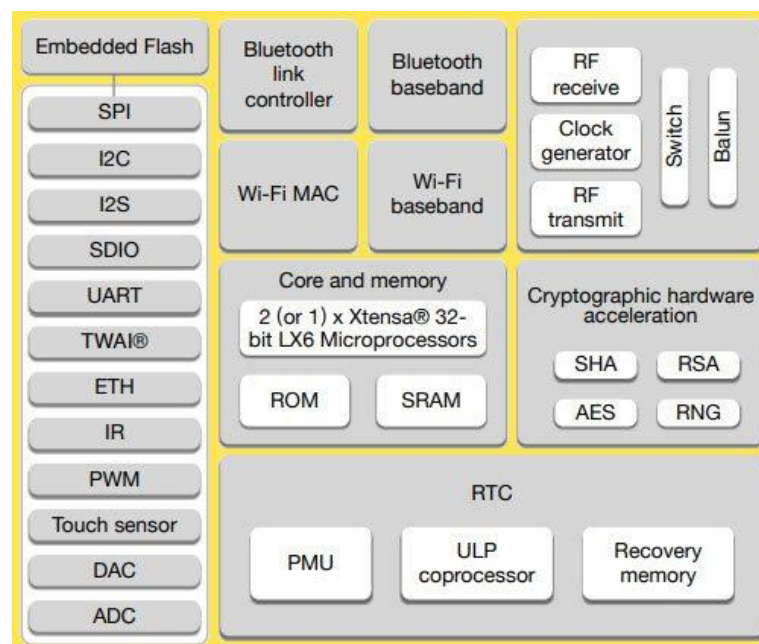 Embedded Flash
SPI
I2C
I2S
SDIO
UART
TWAI®
ETH
IR
PWM
Touch sensor
DAC
ADC
Bluetooth
link
controller
Bluetooth
baseband
Wi-Fi MAC
Wi-Fi
baseband
RF
receive
Clock
generator
RF
transmit
Switch
Balun
Core and memory
2 (or 1) x Xtensa® 32-
bit LX6 Microprocessors
ROM
SRAM
Cryptographic hardware
acceleration
SHA
RSA
AES
RNG
RTC
PMU
ULP
coprocessor
Recovery
memory